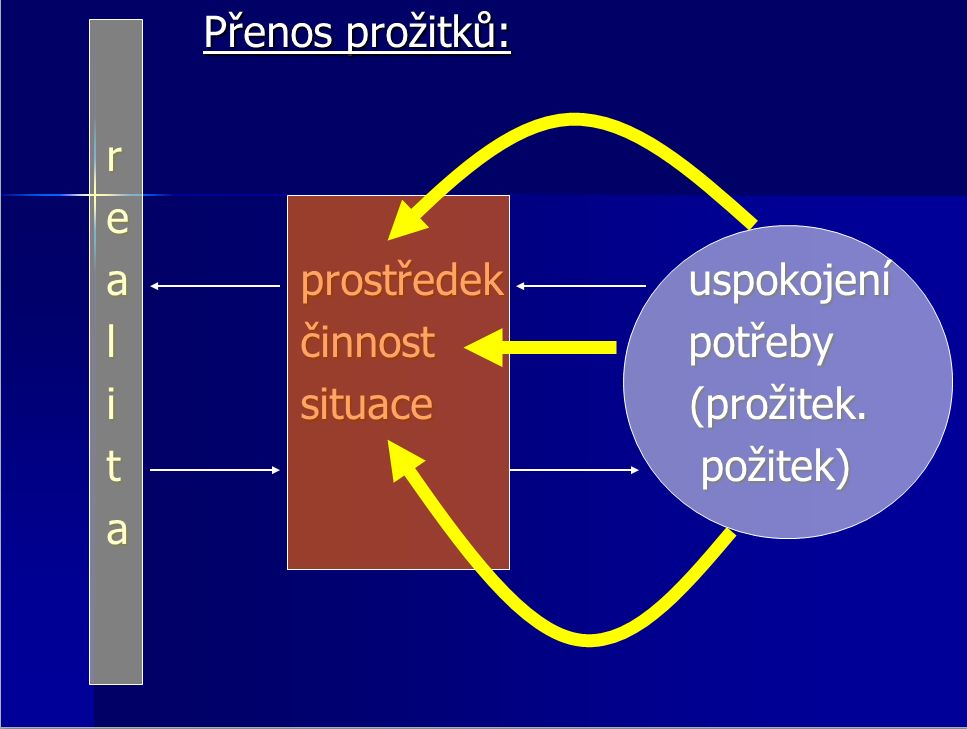 Přenos prožitků:
r
e
a
l
i
t
a
prostředek
činnost
situace
uspokojení
potřeby
(prožitek.
požitek)